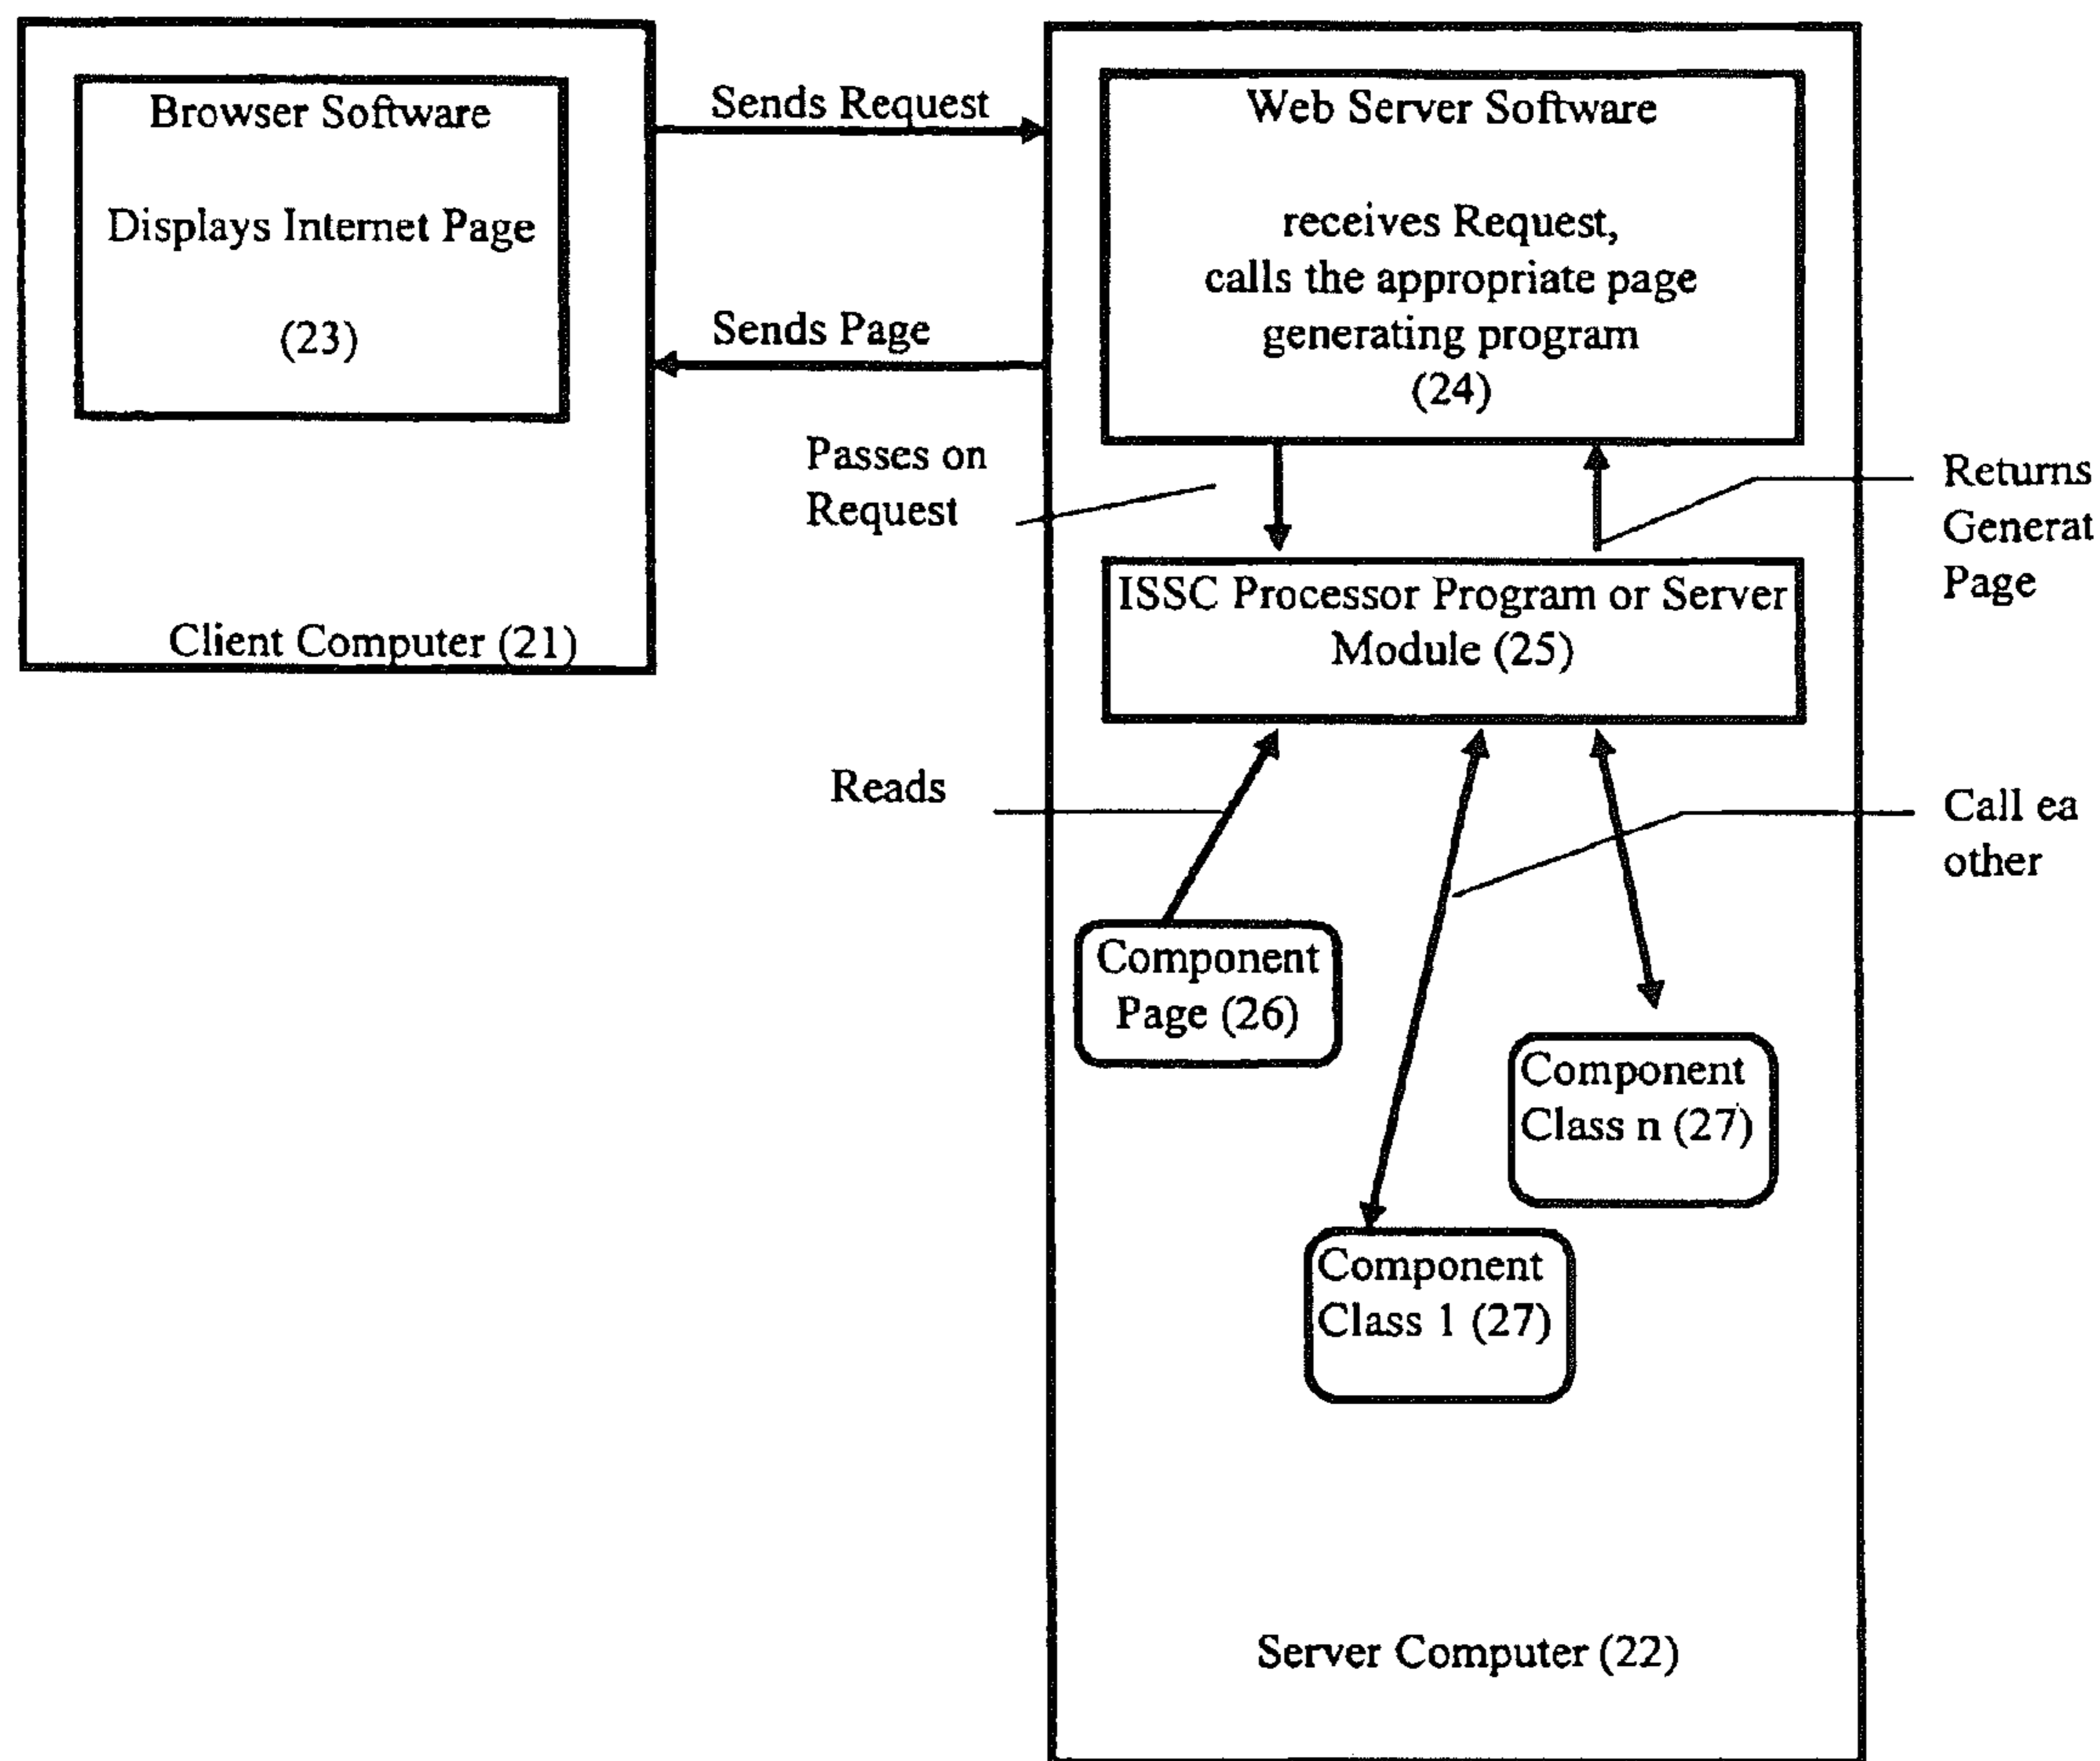 Browser Software
Displays Internet Page
(23)
Client Computer (21)
Sends Request
Sends Page
Web Server Software
receives Request,
calls the appropriate page
generating program
(24)
Passes on
Request
Returns
Generat
Page
ISSC Processor Program or Server
Module (25)
Reads
Call ea
other
Component
Page (26)
Component
Class n (27)
Component
Class 1 (27)
Server Computer (22)